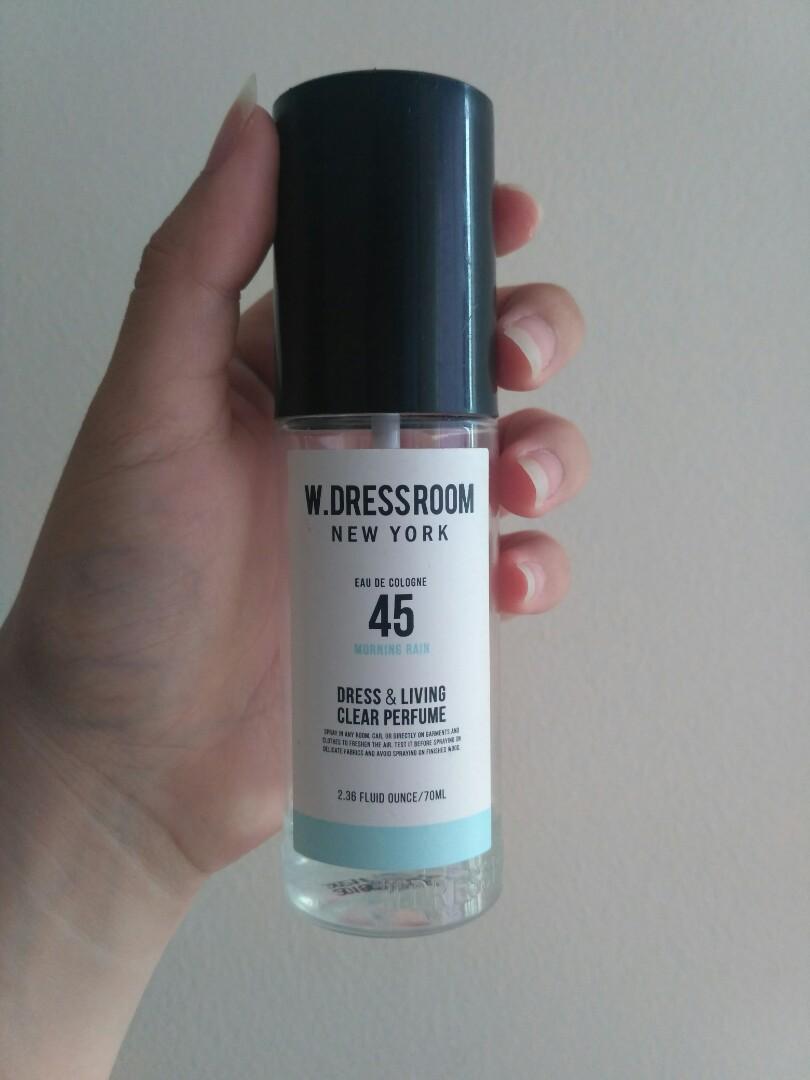 W.DRESSROOM
NEW YORK
EAU DE COLOGNE
45
MORNING RAIN
DRESS & LIVING
CLEAR PERFUME
SPRAY IN ANY ROOM, CAR, OR DIRECTLY ON GARMENTS AND
CLOTHES TO FRESHEN THE AIR. TEST IT BEFORE SPRAYING ON
DELICATE FABRICS AND AVOID SPRAYING ON FINISHED WOOD.
2.36 FLUID OUNCE/70ML